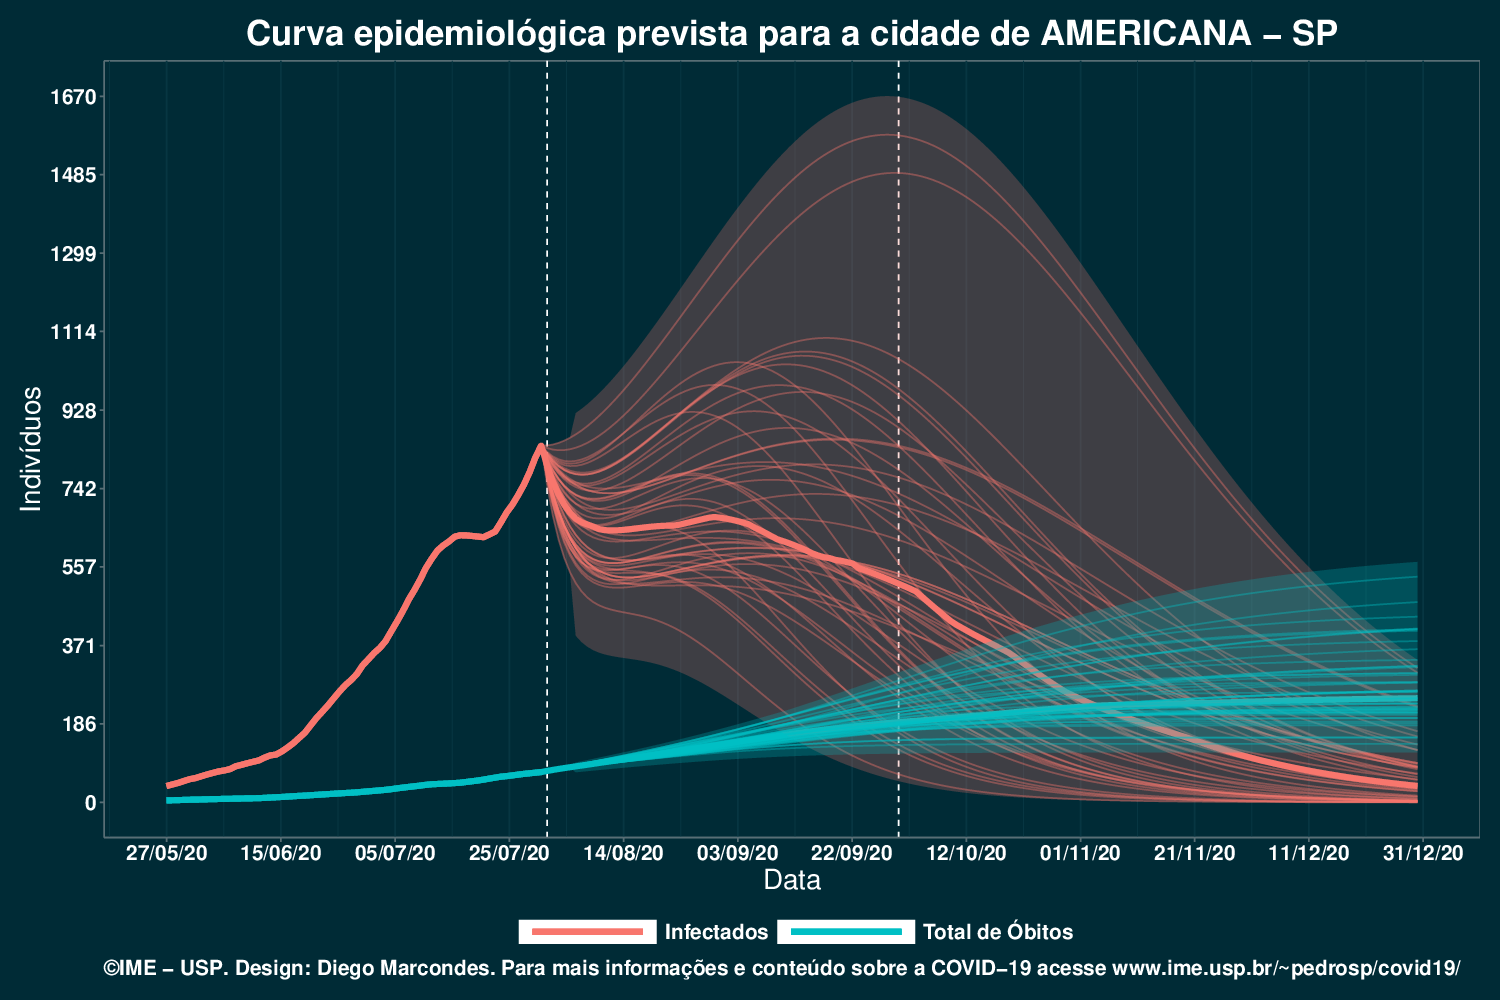 Curva epidemiológica prevista para a cidade de AMERICANA – SP
Indivíduos
1670
1485
1299
1114
928
742
557
371
186
0
27/05/20 15/06/20 05/07/20 25/07/20 14/08/20 03/09/20 22/09/20 12/10/20 01/11/20 21/11/20 11/12/20 31/12/20
Data
Infectados Total de Óbitos
©IME – USP. Design: Diego Marcondes. Para mais informações e conteúdo sobre a COVID–19 acesse www.ime.usp.br/~pedrosp/covid19/